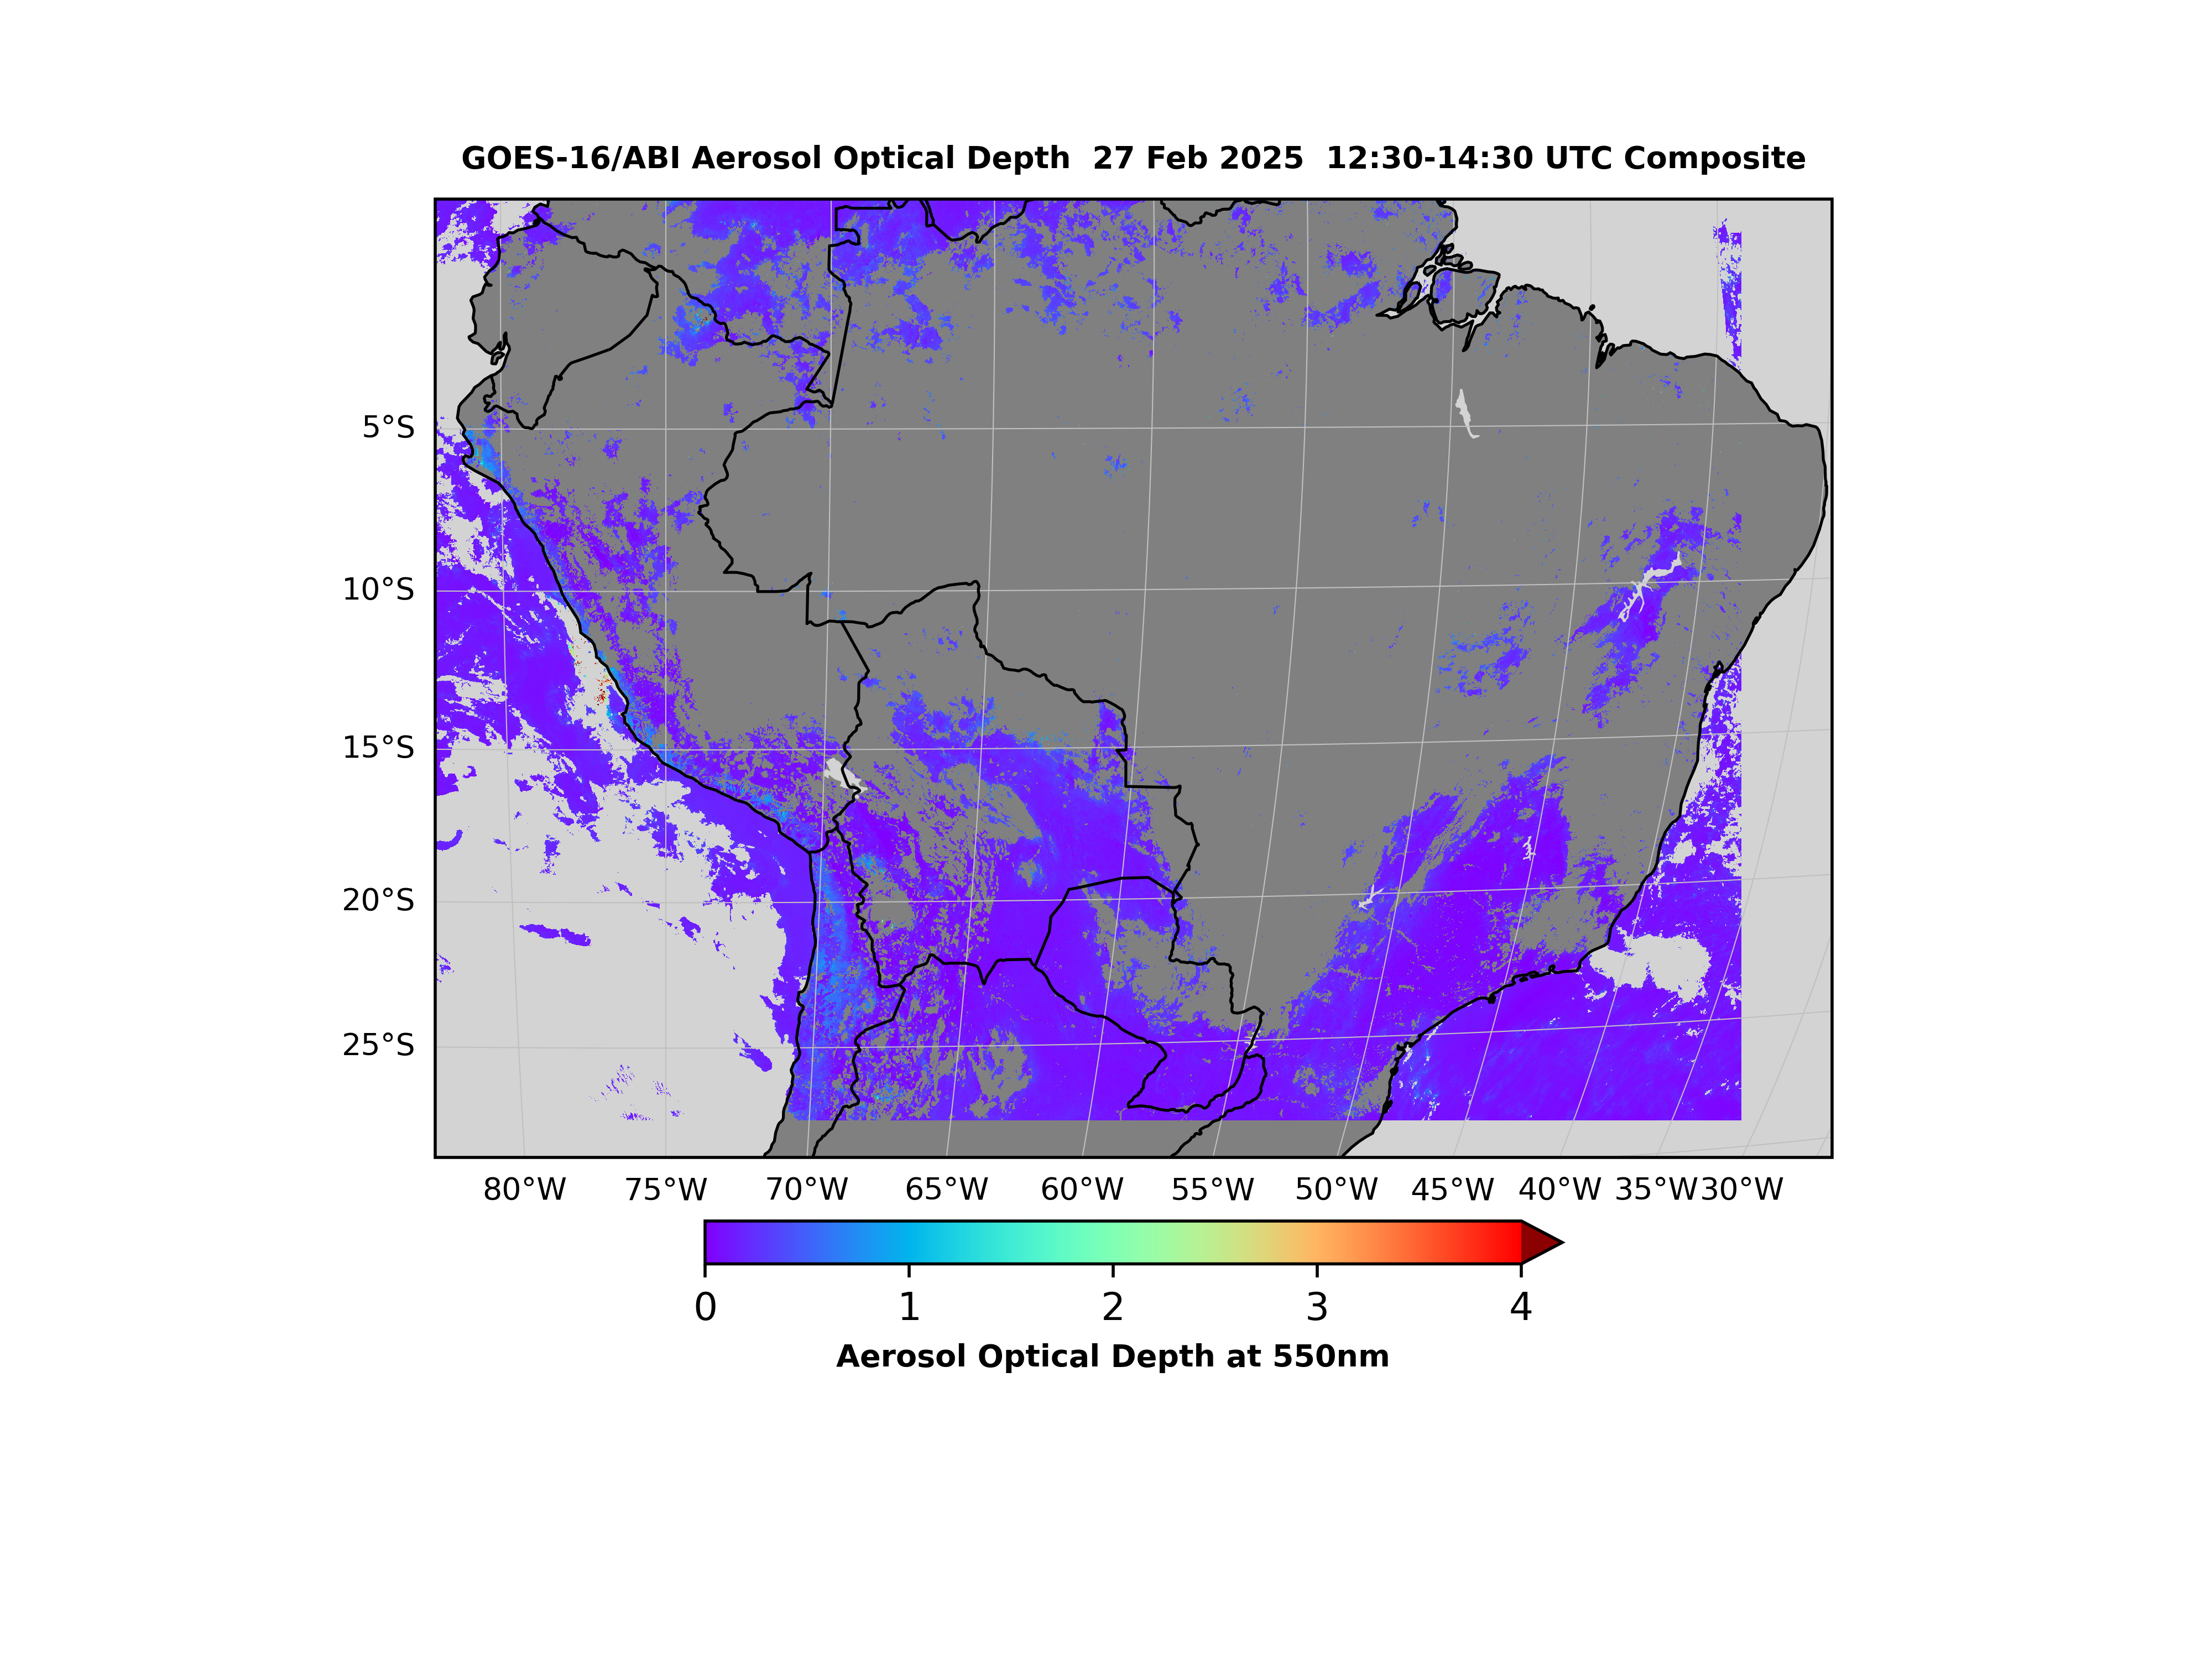 GOES-16/ABI Aerosol Optical Depth  27 Feb 2025  12:30-14:30 UTC Composite
5°S
10°S
15°S
20°S
25°S
80°W 75°W 70°W 65°W 60°W 55°W 50°W 45°W 40°W 35°W 30°W
0 1 2 3 4
Aerosol Optical Depth at 550nm